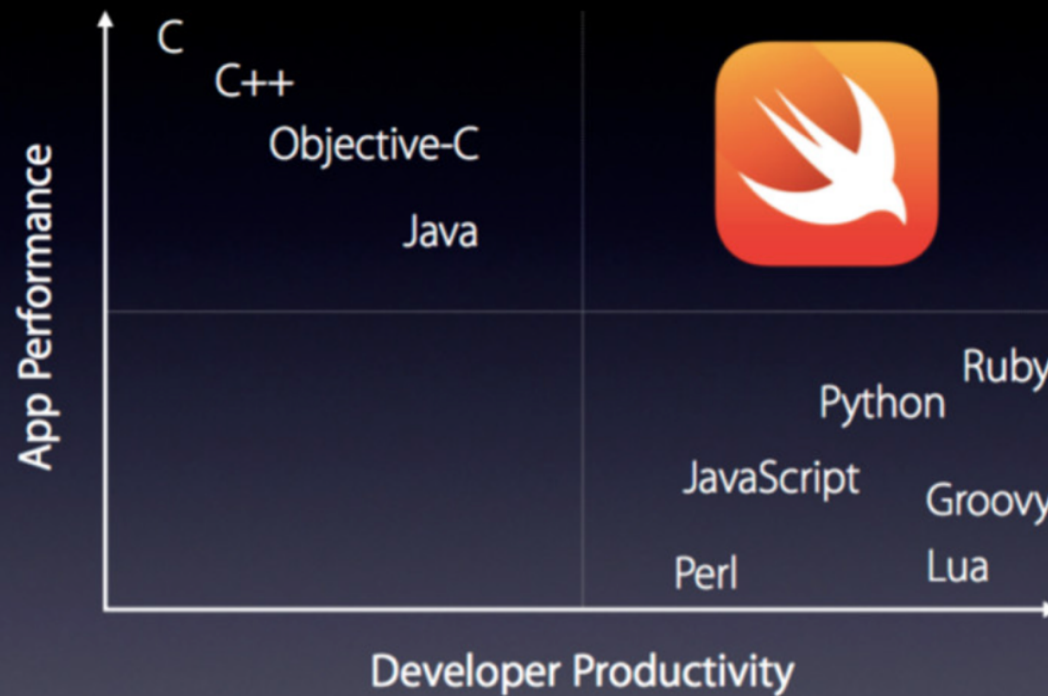 C
C++
Objective-C
Java
App Performance
Ruby
Python
JavaScript
Groovy
Perl
Lua
Developer Productivity